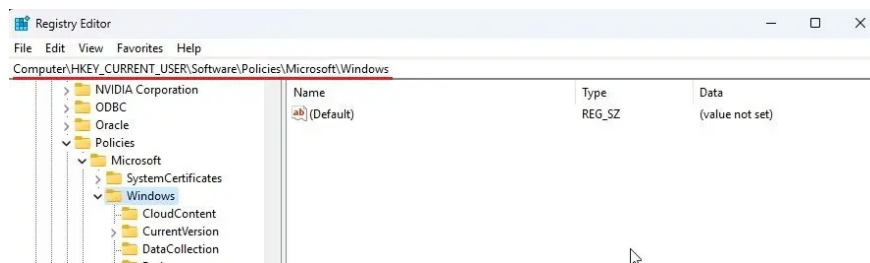 Registry Editor
File Edit View Favorites Help
Computer\HKEY_CURRENT_USER\Software\Policies\Microsoft\Windows
NVIDIA Corporation
ODBC
Oracle
Policies
Microsoft
SystemCertificates
Windows
CloudContent
CurrentVersion
DataCollection
Name Type Data
ab (Default) REG_SZ (value not set)